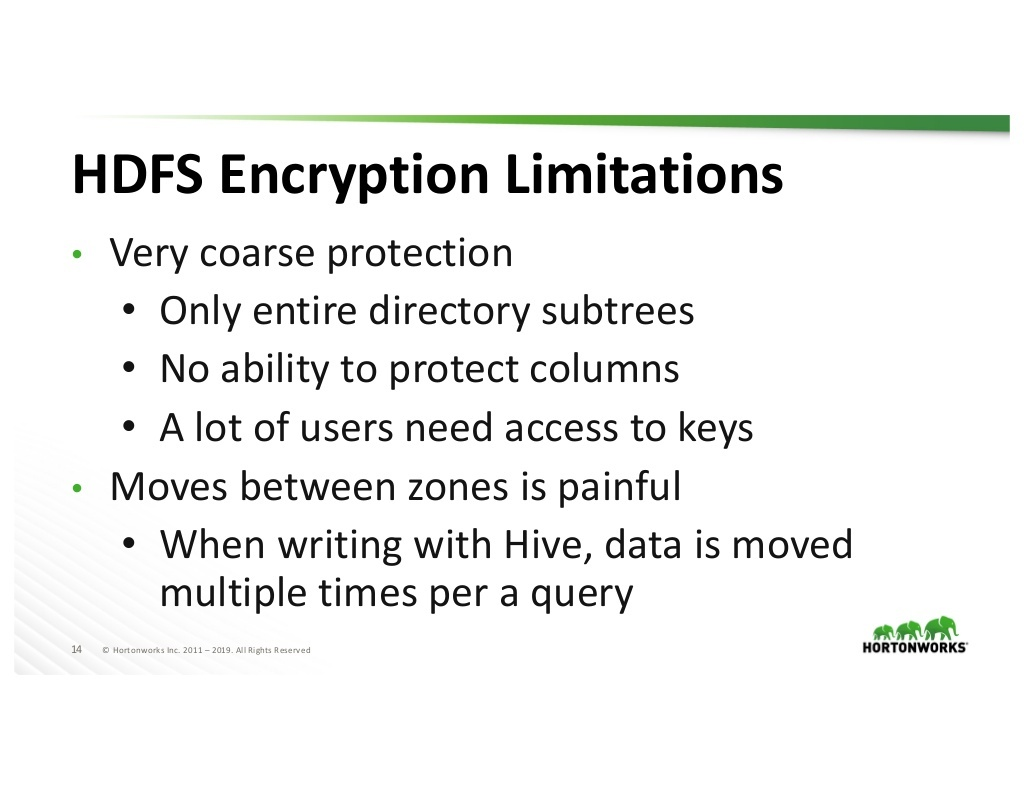 HDFS Encryption Limitations
• Very coarse protection
• Only entire directory subtrees
• No ability to protect columns
• A lot of users need access to keys
• Moves between zones is painful
• When writing with Hive, data is moved
multiple times per a query
14 © Hortonworks Inc. 2011 – 2019. All Rights Reserved
HORTONWORKS